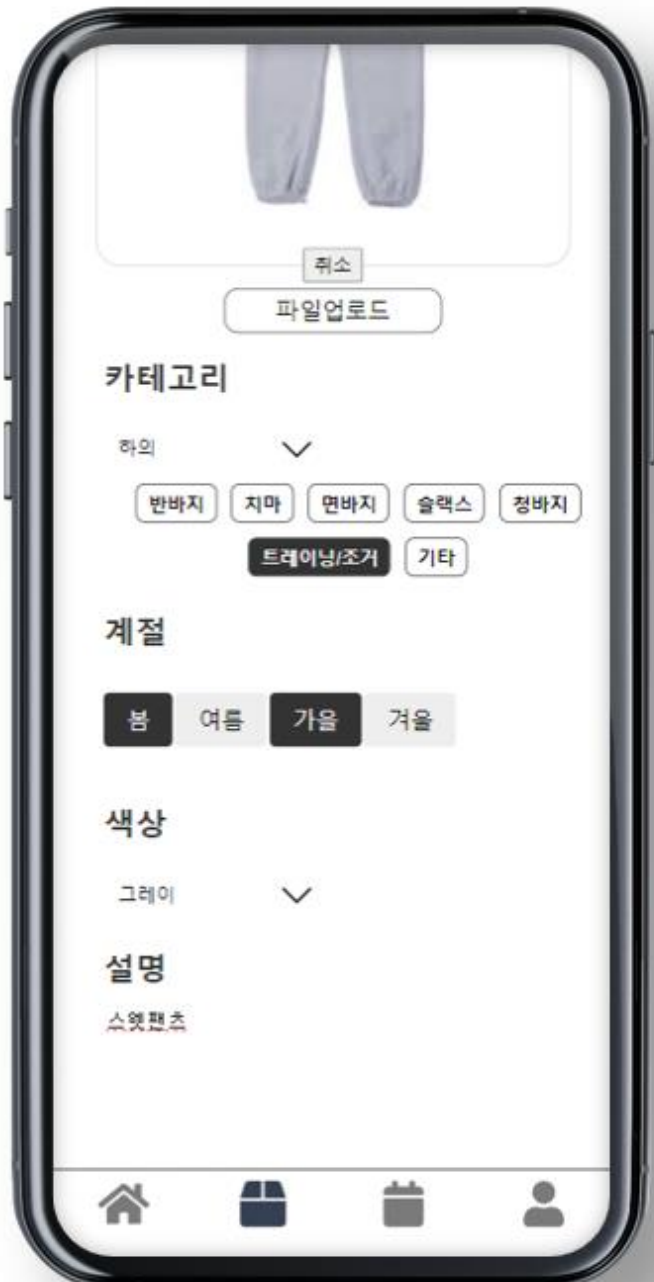 취소
파일업로드
카테고리
하의
반바지 치마 면바지 슬랙스 청바지
트레이닝/조거 기타
계절
봄 여름 가을 겨울
색상
그레이
설명
스웻팬츠